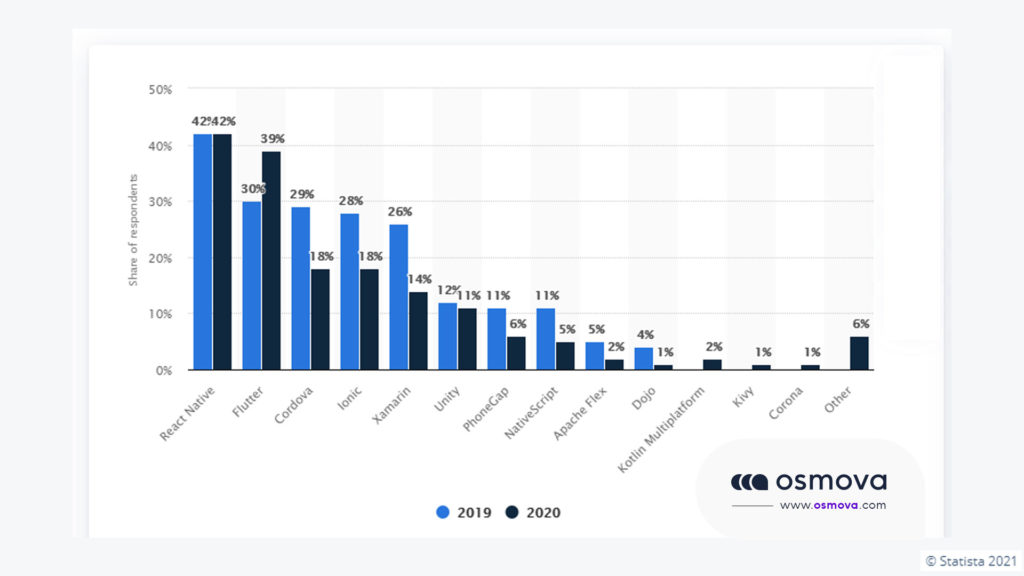 50%
40%
30%
20%
10%
0%
Share of respondents
42% 42%
30% 39%
29% 18%
28% 18%
26% 14%
12% 11%
11% 6%
11% 5%
5% 2%
4% 1%
2%
1%
1%
6%
React Native
Flutter
Cordova
Ionic
Xamarin
Unity
PhoneGap
NativeScript
Apache Flex
Dojo
Kotlin Multiplatform
Kivy
Corona
Other
2019 2020
osmova
www.osmova.com
© Statista 2021